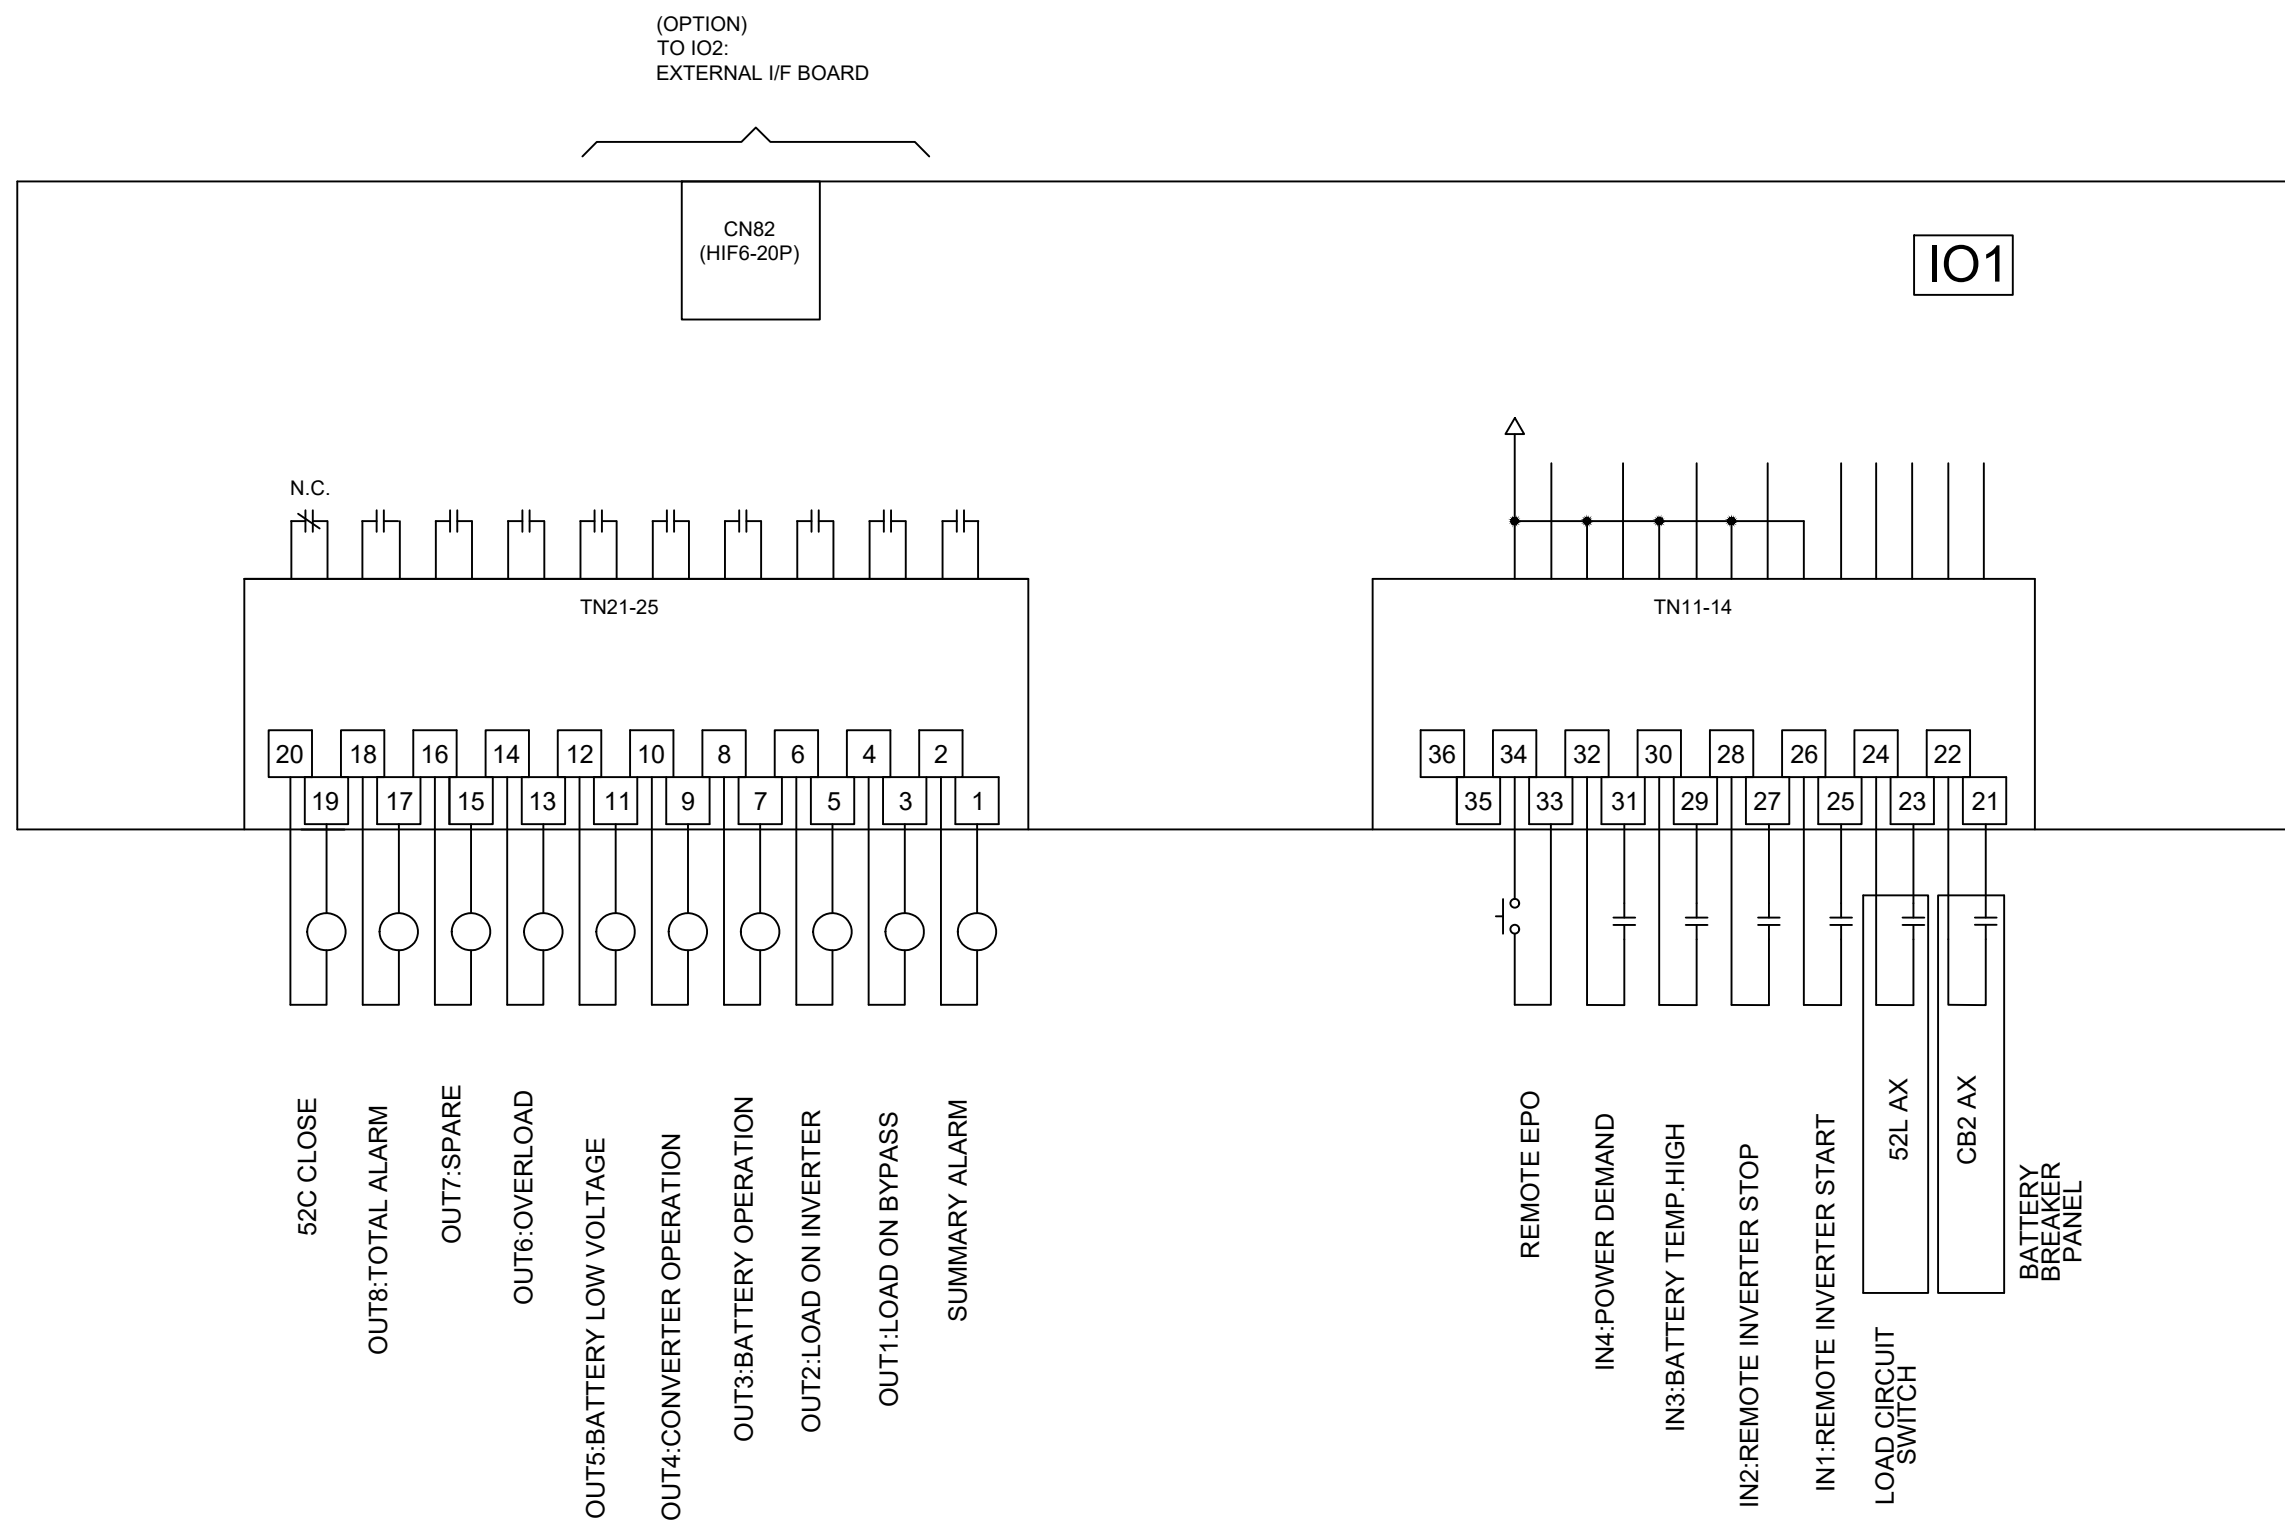 (OPTION)
TO IO2:
EXTERNAL I/F BOARD
CN82
(HIF6-20P)
IO1
N.C.
TN21-25
TN11-14
20 18 16 14 12 10 8 6 4 2
19 17 15 13 11 9 7 5 3 1
36 34 32 30 28 26 24 22
35 33 31 29 27 25 23 21
52C CLOSE
OUT8:TOTAL ALARM
OUT7:SPARE
OUT6:OVERLOAD
OUT5:BATTERY LOW VOLTAGE
OUT4:CONVERTER OPERATION
OUT3:BATTERY OPERATION
OUT2:LOAD ON INVERTER
OUT1:LOAD ON BYPASS
SUMMARY ALARM
REMOTE EPO
IN4:POWER DEMAND
IN3:BATTERY TEMP.HIGH
IN2:REMOTE INVERTER STOP
IN1:REMOTE INVERTER START
52L AX
LOAD CIRCUIT
SWITCH
CB2 AX
BATTERY
BREAKER
PANEL